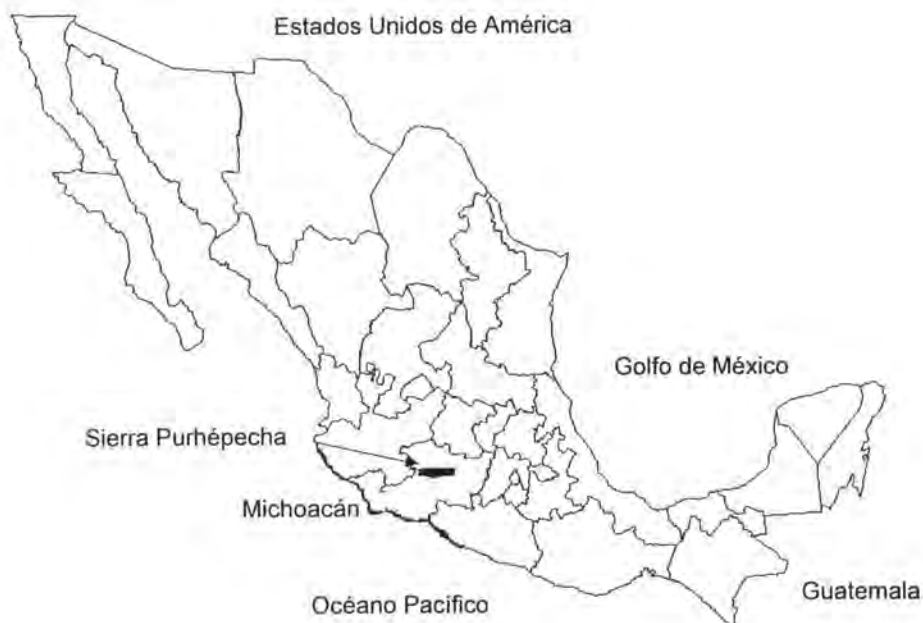 Estados Unidos de América
Golfo de México
Sierra Purhépecha
Michoacán
Guatemala
Océano Pacífico